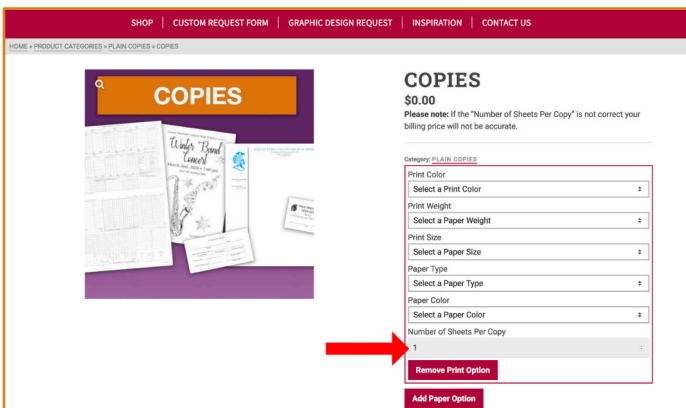 SHOP
CUSTOM REQUEST FORM
GRAPHIC DESIGN REQUEST
INSPIRATION
CONTACT US
HOME » PRODUCT CATEGORIES » PLAIN COPIES » COPIES
COPIES
Winter Band
Concert
COPIES
$0.00
Please note: If the "Number of Sheets Per Copy" is not correct your
billing price will not be accurate.
Category: PLAIN COPIES
Print Color
Select a Print Color
Print Weight
Select a Paper Weight
Print Size
Select a Paper Size
Paper Type
Select a Paper Type
Paper Color
Select a Paper Color
Number of Sheets Per Copy
1
Remove Print Option
Add Paper Option